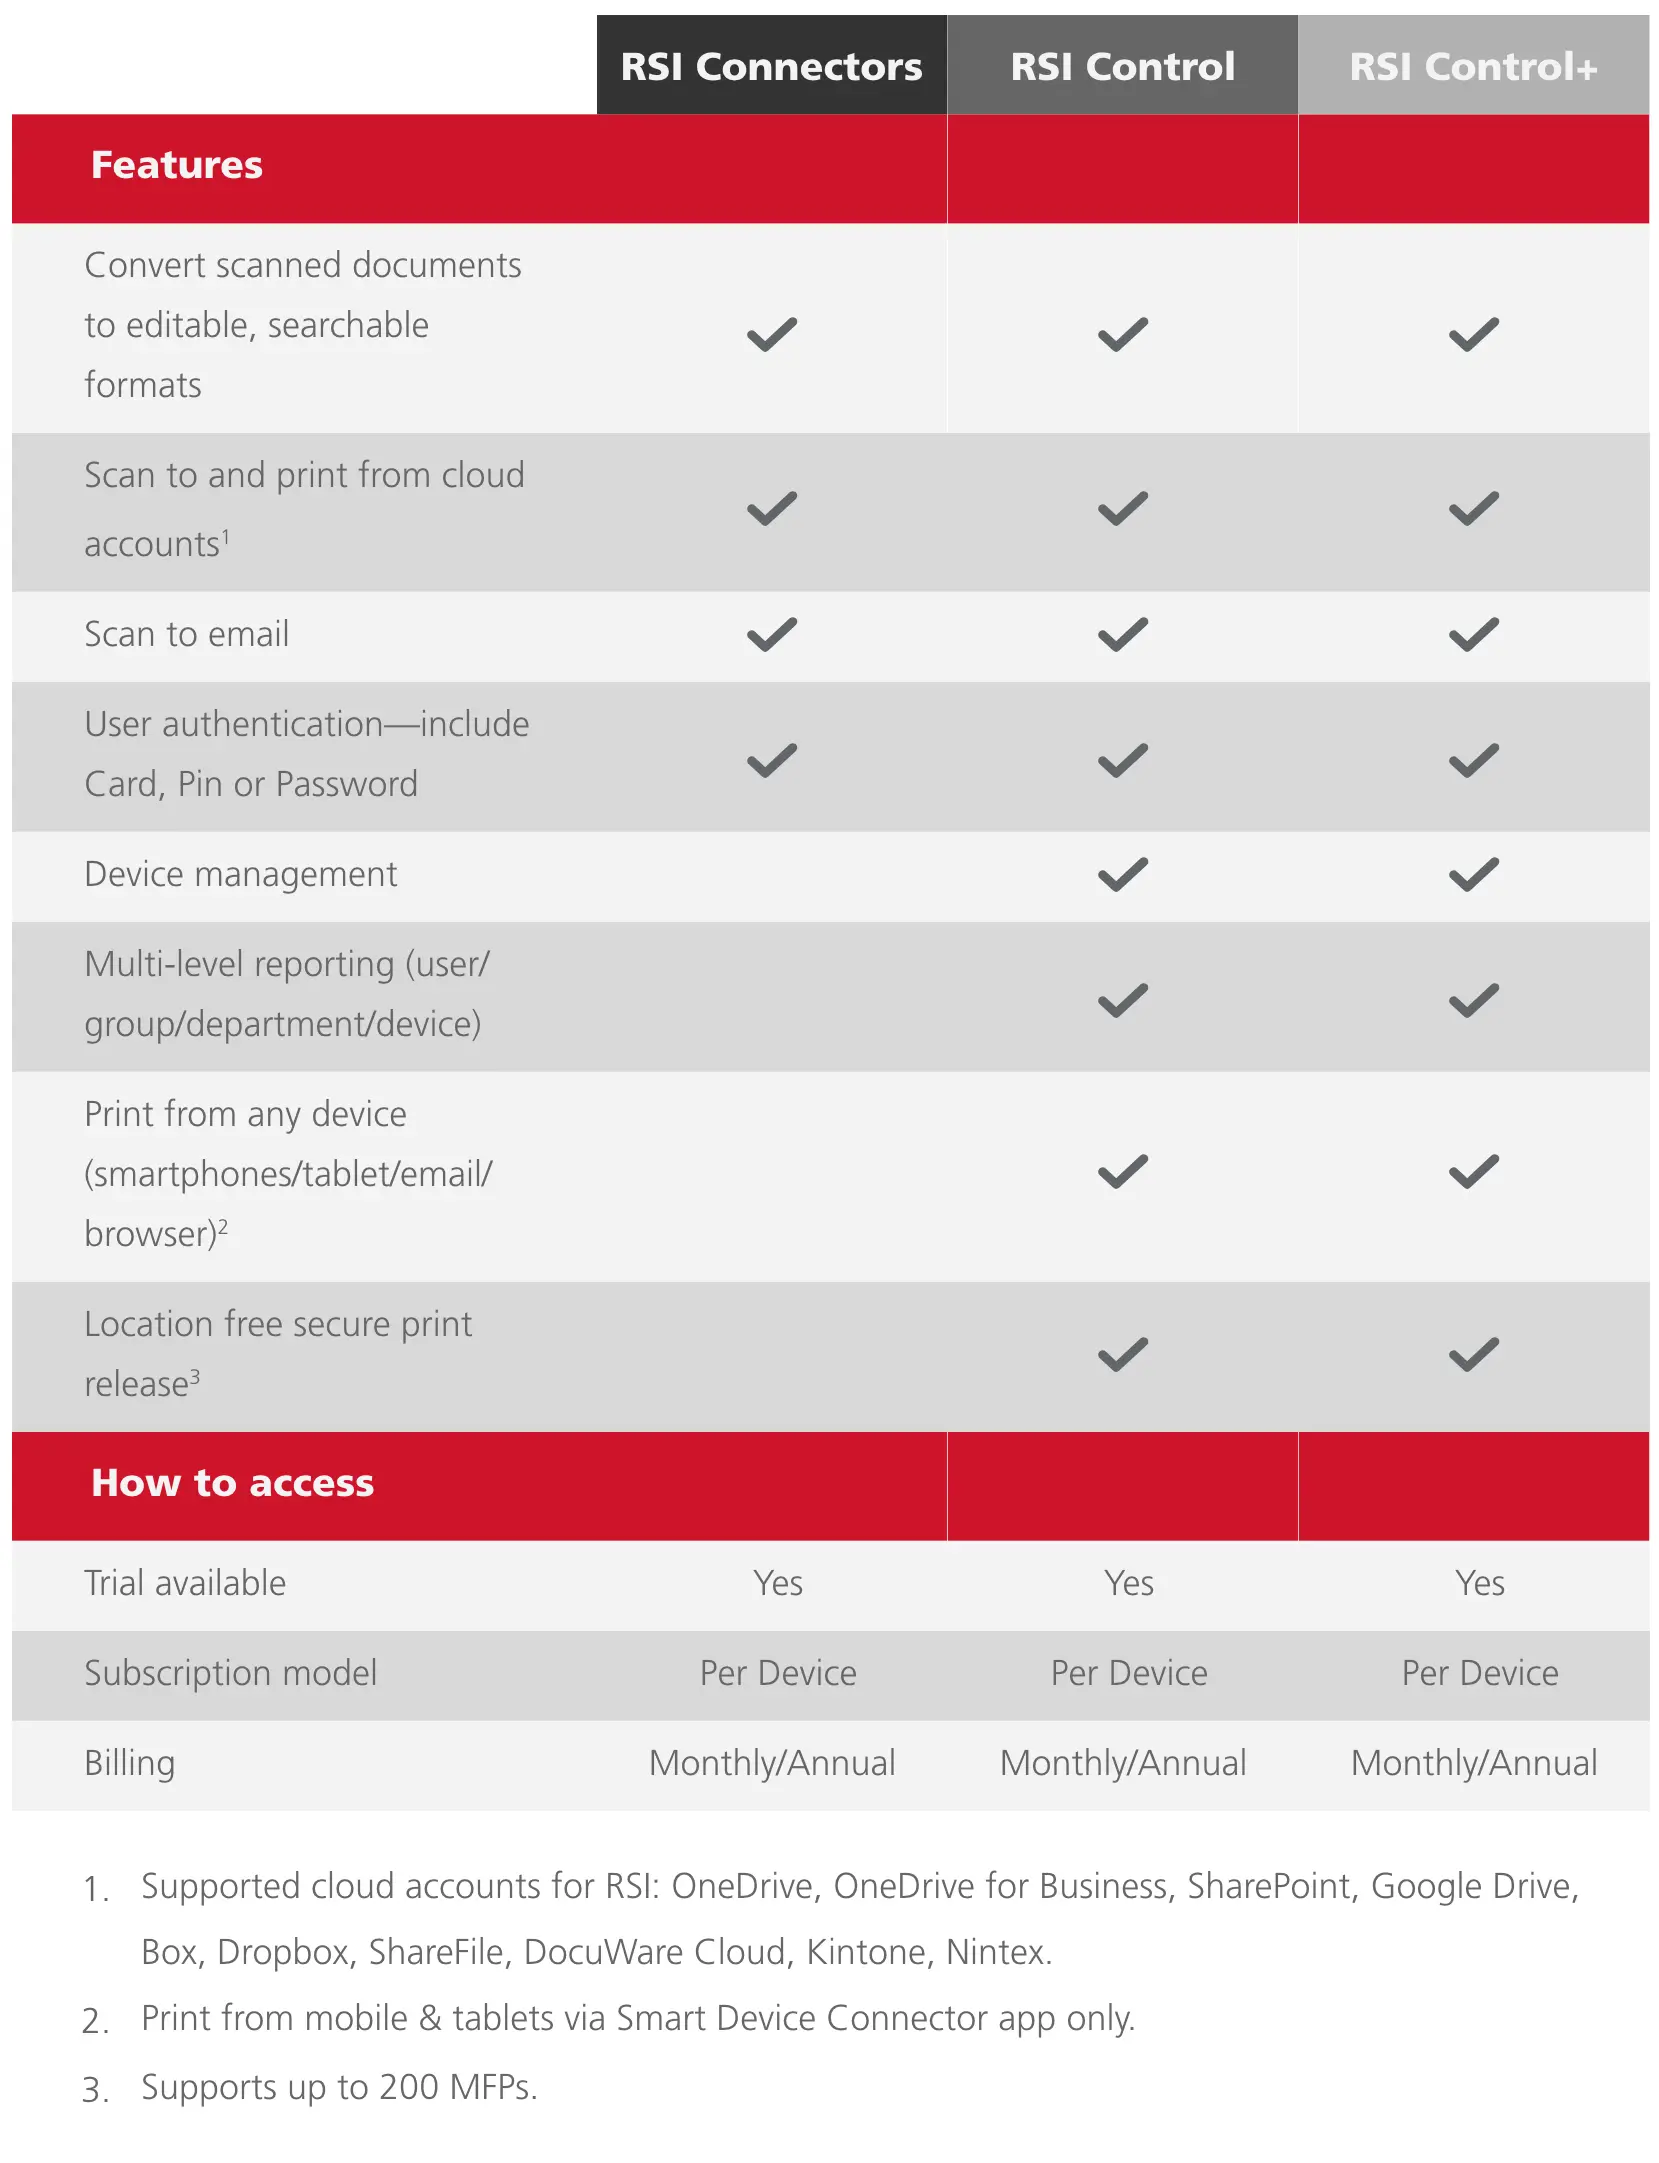 RSI Connectors RSI Control RSI Control+
Features
Convert scanned documents
to editable, searchable
formats
Scan to and print from cloud
accounts¹
Scan to email
User authentication—include
Card, Pin or Password
Device management
Multi-level reporting (user/
group/department/device)
Print from any device
(smartphones/tablet/email/
browser)²
Location free secure print
release³
How to access
Trial available Yes Yes Yes
Subscription model Per Device Per Device Per Device
Billing Monthly/Annual Monthly/Annual Monthly/Annual
1. Supported cloud accounts for RSI: OneDrive, OneDrive for Business, SharePoint, Google Drive,
Box, Dropbox, ShareFile, DocuWare Cloud, Kintone, Nintex.
2. Print from mobile & tablets via Smart Device Connector app only.
3. Supports up to 200 MFPs.